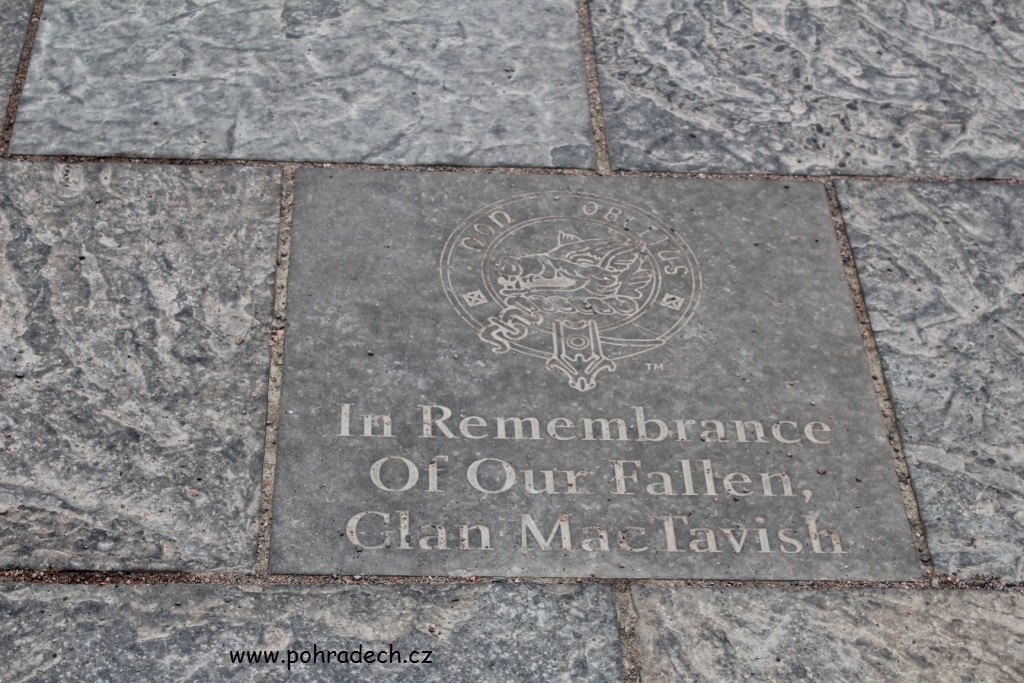 NON OBLITUS
TM
In Remembrance
Of Our Fallen,
Clan MacTavish
www.pohradech.cz